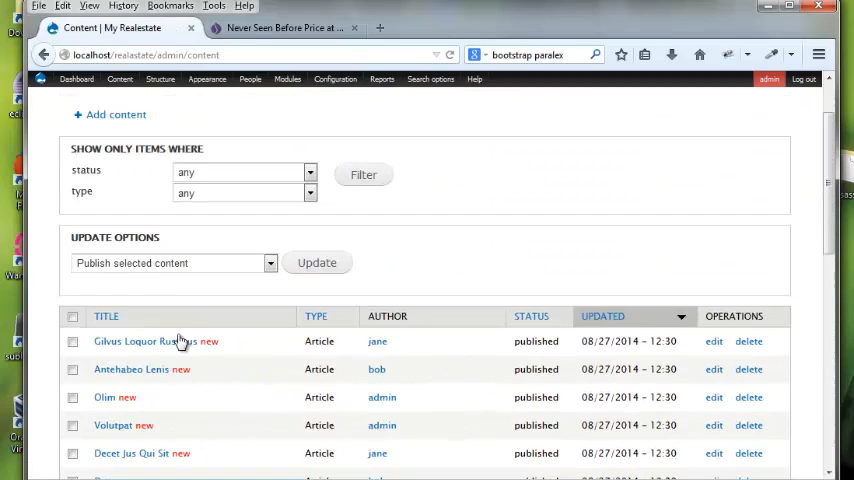 File Edit View History Bookmarks Tools Help
Content | My Realestate × Never Seen Before Price at ... × +
localhost/realastate/admin/content bootstrap paralex
Dashboard Content Structure Appearance People Modules Configuration Reports Search options Help admin Log out
+ Add content
SHOW ONLY ITEMS WHERE
status any Filter
type any
UPDATE OPTIONS
Publish selected content Update
TITLE TYPE AUTHOR STATUS UPDATED OPERATIONS
Gilvus Loquor new Article jane published 08/27/2014 - 12:30 edit delete
Antehabeo Lenis new Article bob published 08/27/2014 - 12:30 edit delete
Olim new Article admin published 08/27/2014 - 12:30 edit delete
Volutpat new Article admin published 08/27/2014 - 12:30 edit delete
Decet Jus Qui Sit new Article jane published 08/27/2014 - 12:30 edit delete